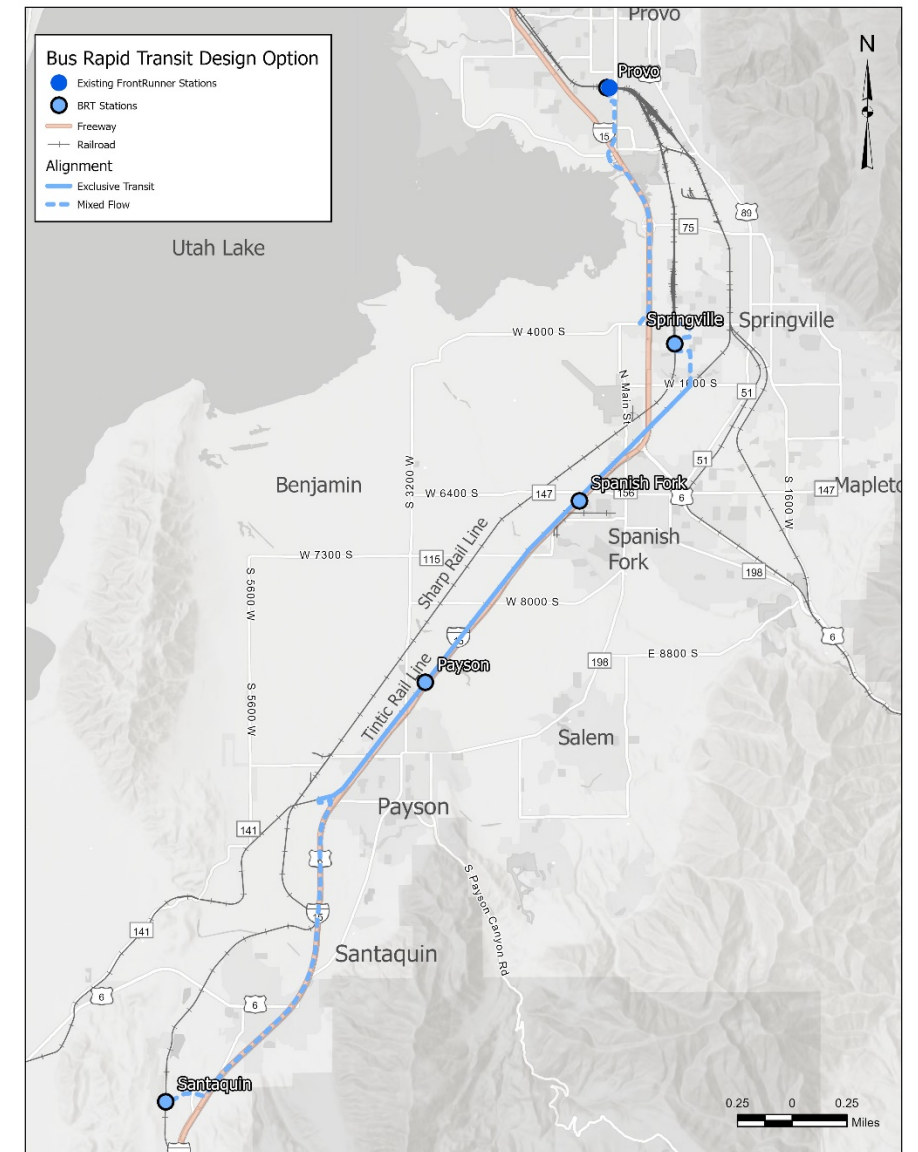 Provo
N
Bus Rapid Transit Design Option
Existing FrontRunner Stations
BRT Stations
Freeway
Railroad
Alignment
Exclusive Transit
Mixed Flow
Provo
15
89
75
Utah Lake
Springville
Springville
W 4000 S
W 1600 S
N Main St
51
51
S 1600 W
Benjamin
S 3200 W
W 6400 S
147
Spanish Fork
156
6
147
Mapleto
Sharp Rail Line
Spanish
Fork
W 7300 S
115
198
S 5600 W
W 8000 S
6
15
198
E 8800 S
Payson
Tintic Rail Line
S 5600 W
Salem
Payson
141
6
S Payson Canyon Rd
15
141
Santaquin
6
6
Santaquin
0.25
0
0.25
Miles